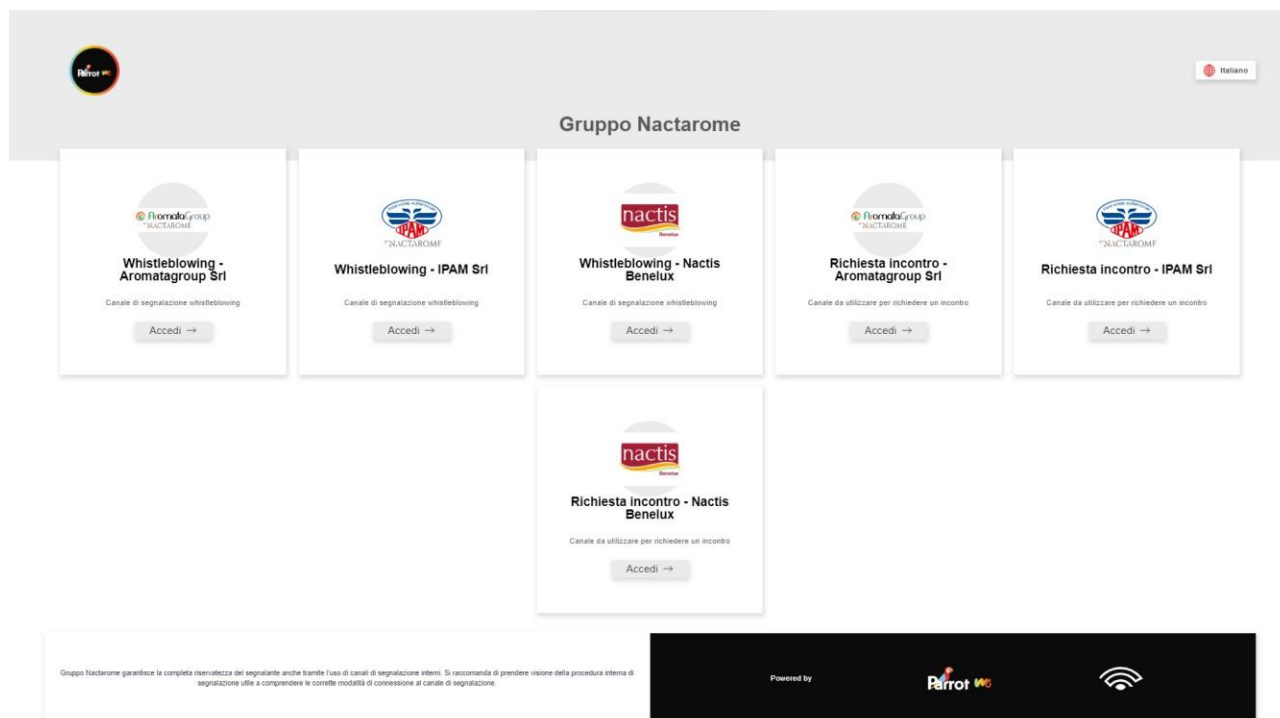 Parrot wb
Italiano
Gruppo Nactarome
AromataGroup
BY NACTAROME
Whistleblowing -
Aromatagroup Srl
Canale di segnalazione whistleblowing
Accedi →
IPAM
BY NACTAROME
Whistleblowing - IPAM Srl
Canale di segnalazione whistleblowing
Accedi →
nactis
Benelux
Whistleblowing - Nactis
Benelux
Canale di segnalazione whistleblowing
Accedi →
AromataGroup
BY NACTAROME
Richiesta incontro -
Aromatagroup Srl
Canale da utilizzare per richiedere un incontro
Accedi →
IPAM
BY NACTAROME
Richiesta incontro - IPAM Srl
Canale da utilizzare per richiedere un incontro
Accedi →
nactis
Benelux
Richiesta incontro - Nactis
Benelux
Canale da utilizzare per richiedere un incontro
Accedi →
Gruppo Nactarome garantisce la completa riservatezza del segnalante anche tramite l'uso di canali di segnalazione interni. Si raccomanda di prendere visione della procedura interna di
segnalazione utile a comprendere le corrette modalità di connessione al canale di segnalazione.
Powered by
Parrot wb